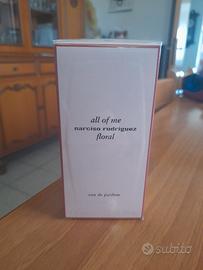 all of me
narciso rodriguez
floral
eau de parfum
subito